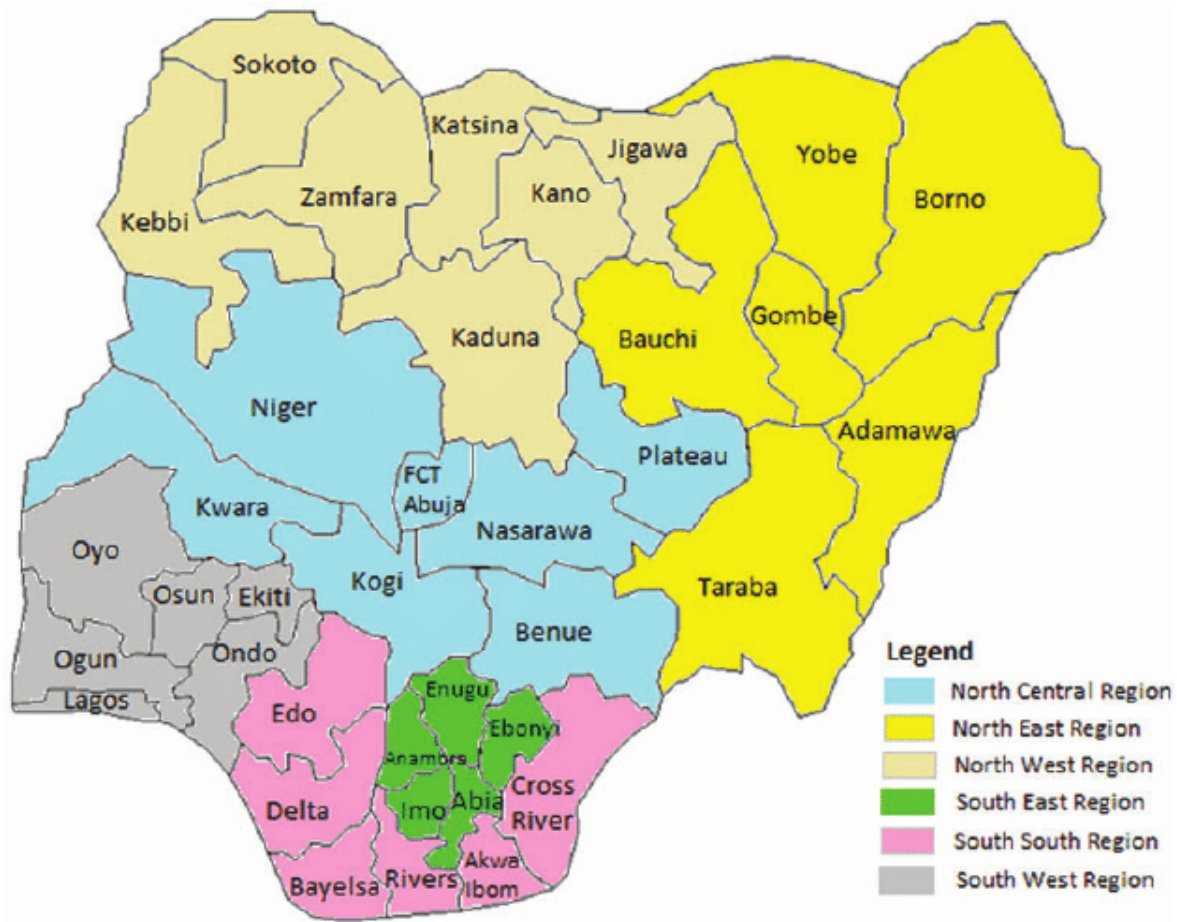 Sokoto
Katsina
Jigawa
Yobe
Zamfara
Kano
Borno
Kebbi
Gombe
Kaduna
Bauchi
Niger
Adamawa
Plateau
FCT
Abuja
Kwara
Nasarawa
Oyo
Kogi
Taraba
Osun
Ekiti
Benue
Ogun
Ondo
Lagos
Enugu
Edo
Ebonyi
Anambra
Cross
River
Delta
Imo
Abia
Akwa
Ibom
Bayelsa
Rivers
Legend
North Central Region
North East Region
North West Region
South East Region
South South Region
South West Region